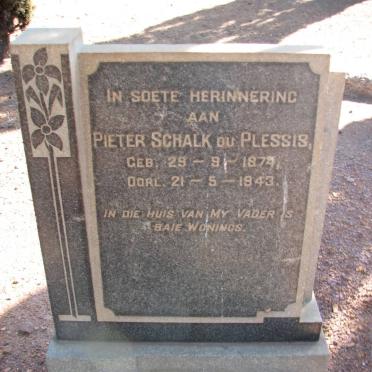 IN SOETE HERINNERING
AAN
PIETER SCHALK DU PLESSIS,
GEB. 29-9-1874,
OORL. 21-5-1943.
IN DIE HUIS VAN MY VADER IS
BAIE WONINGS.